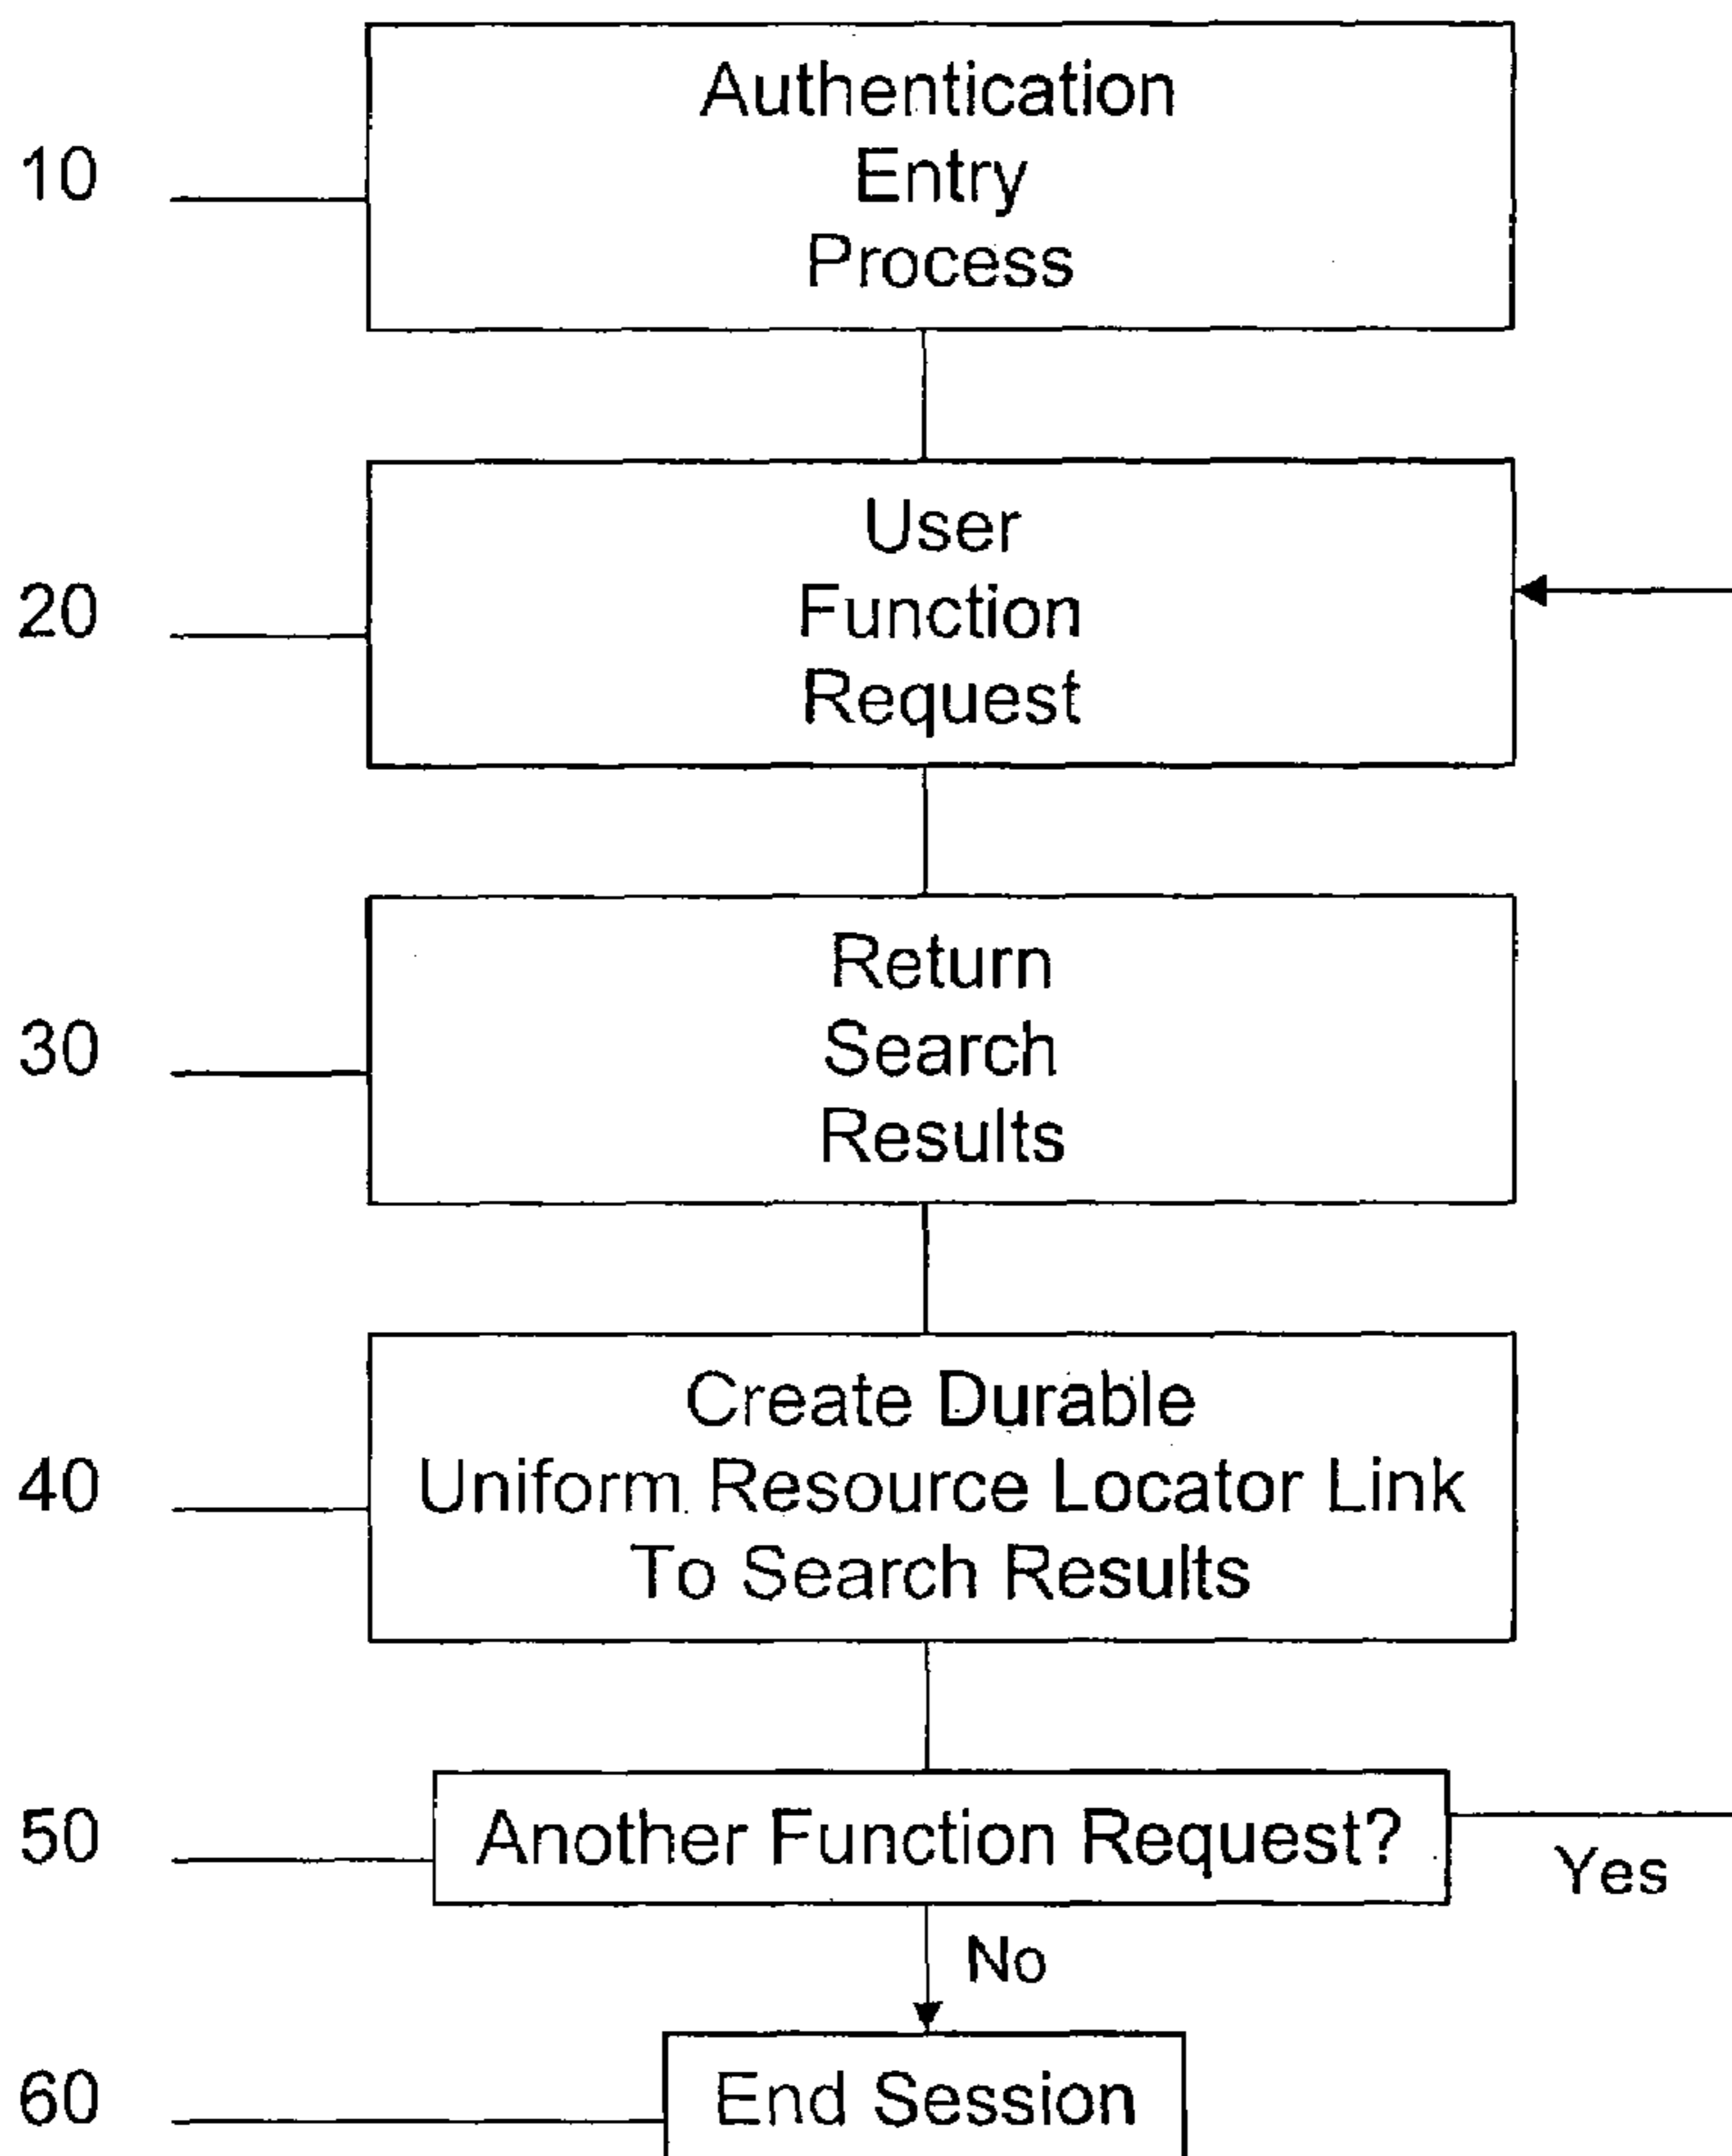 Authentication
10
Entry
Process
User
20
Function
Request
Return
30
Search
Results
Create Durable
40
Uniform Resource Locator Link
To Search Results
50
Another Function Request?
Yes
No
60
End Session